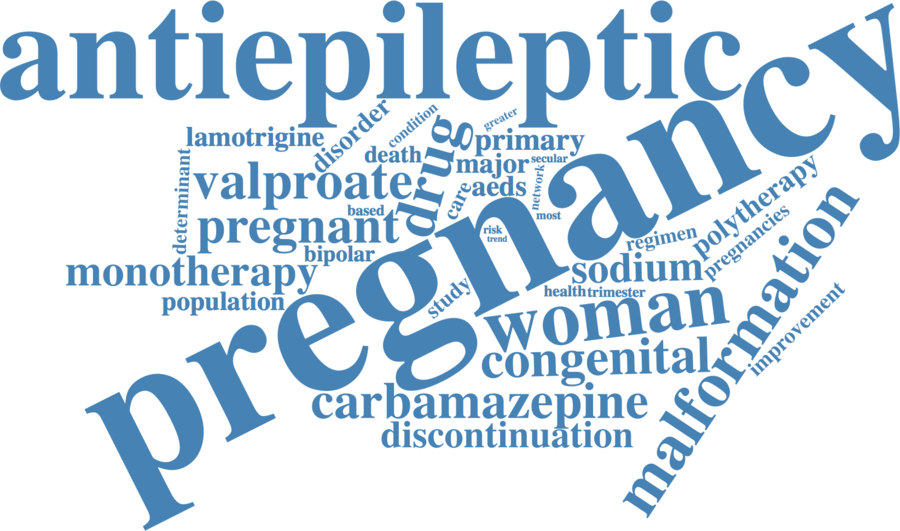 antiepileptic
pregnancy
lamotrigine
disorder
condition
greater
drug
primary
death
major
secular
determinant
valproate
care
aeds
network
based
most
pregnant
risk
trend
bipolar
regimen
polytherapy
pregnancies
monotherapy
sodium
malformation
population
study
health
trimester
woman
improvement
congenital
carbamazepine
discontinuation